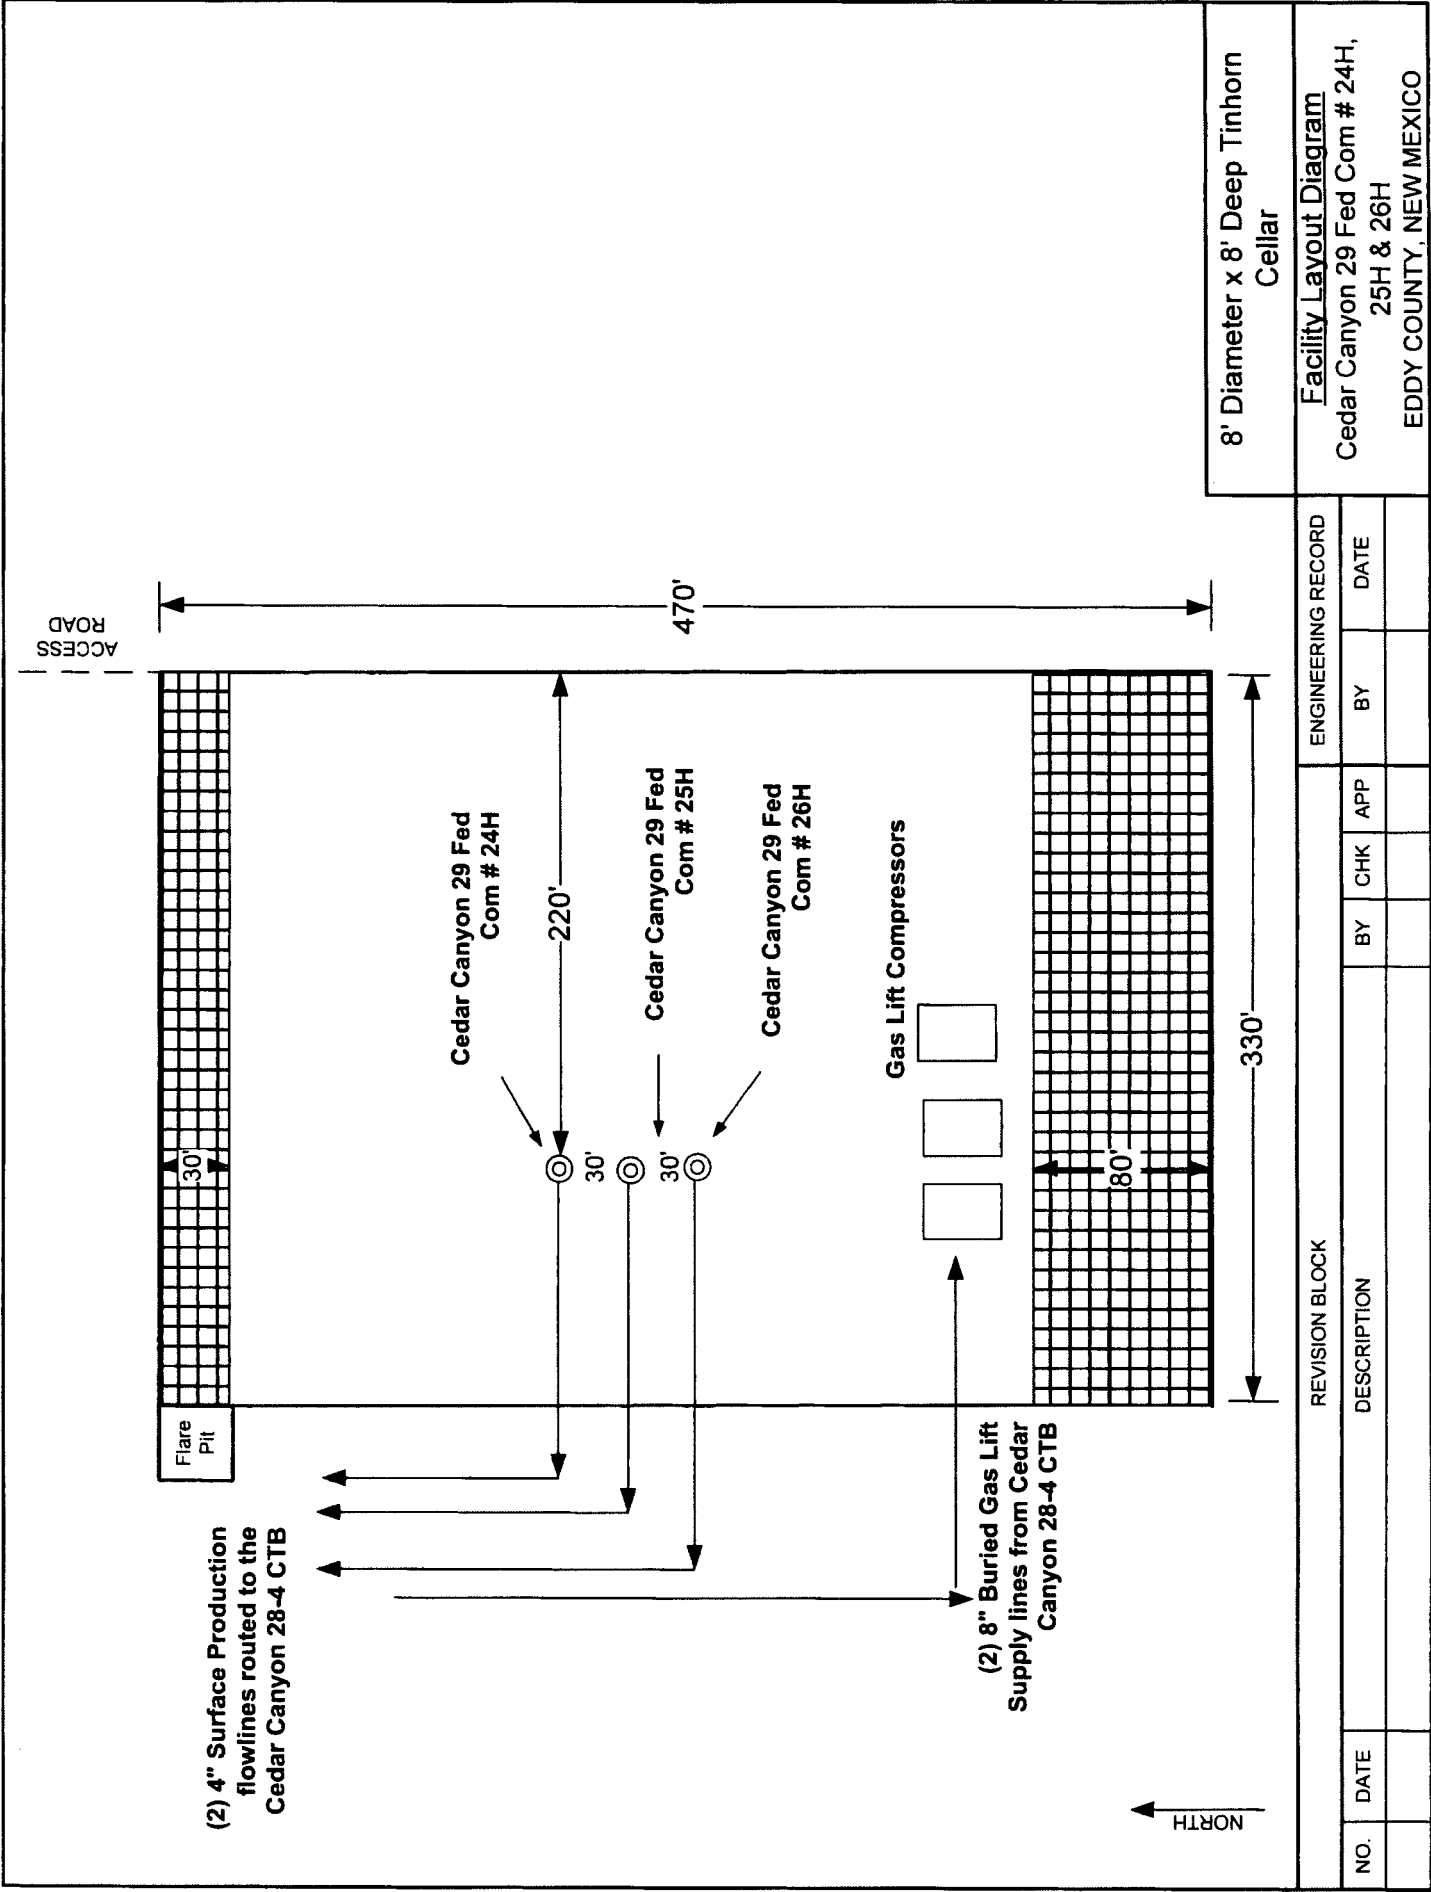 ACCESS
ROAD
Flare
Pit
30'
(2) 4" Surface Production
flowlines routed to the
Cedar Canyon 28-4 CTB
470'
Cedar Canyon 29 Fed
Com # 24H
220'
30'
Cedar Canyon 29 Fed
Com # 25H
30'
Cedar Canyon 29 Fed
Com # 26H
Gas Lift Compressors
(2) 8" Buried Gas Lift
Supply lines from Cedar
Canyon 28-4 CTB
80'
330'
NORTH
8' Diameter x 8' Deep Tinhorn
Cellar
REVISION BLOCK
ENGINEERING RECORD
NO.
DATE
DESCRIPTION
BY
CHK
APP
BY
DATE
Facility Layout Diagram
Cedar Canyon 29 Fed Com # 24H,
25H & 26H
EDDY COUNTY, NEW MEXICO